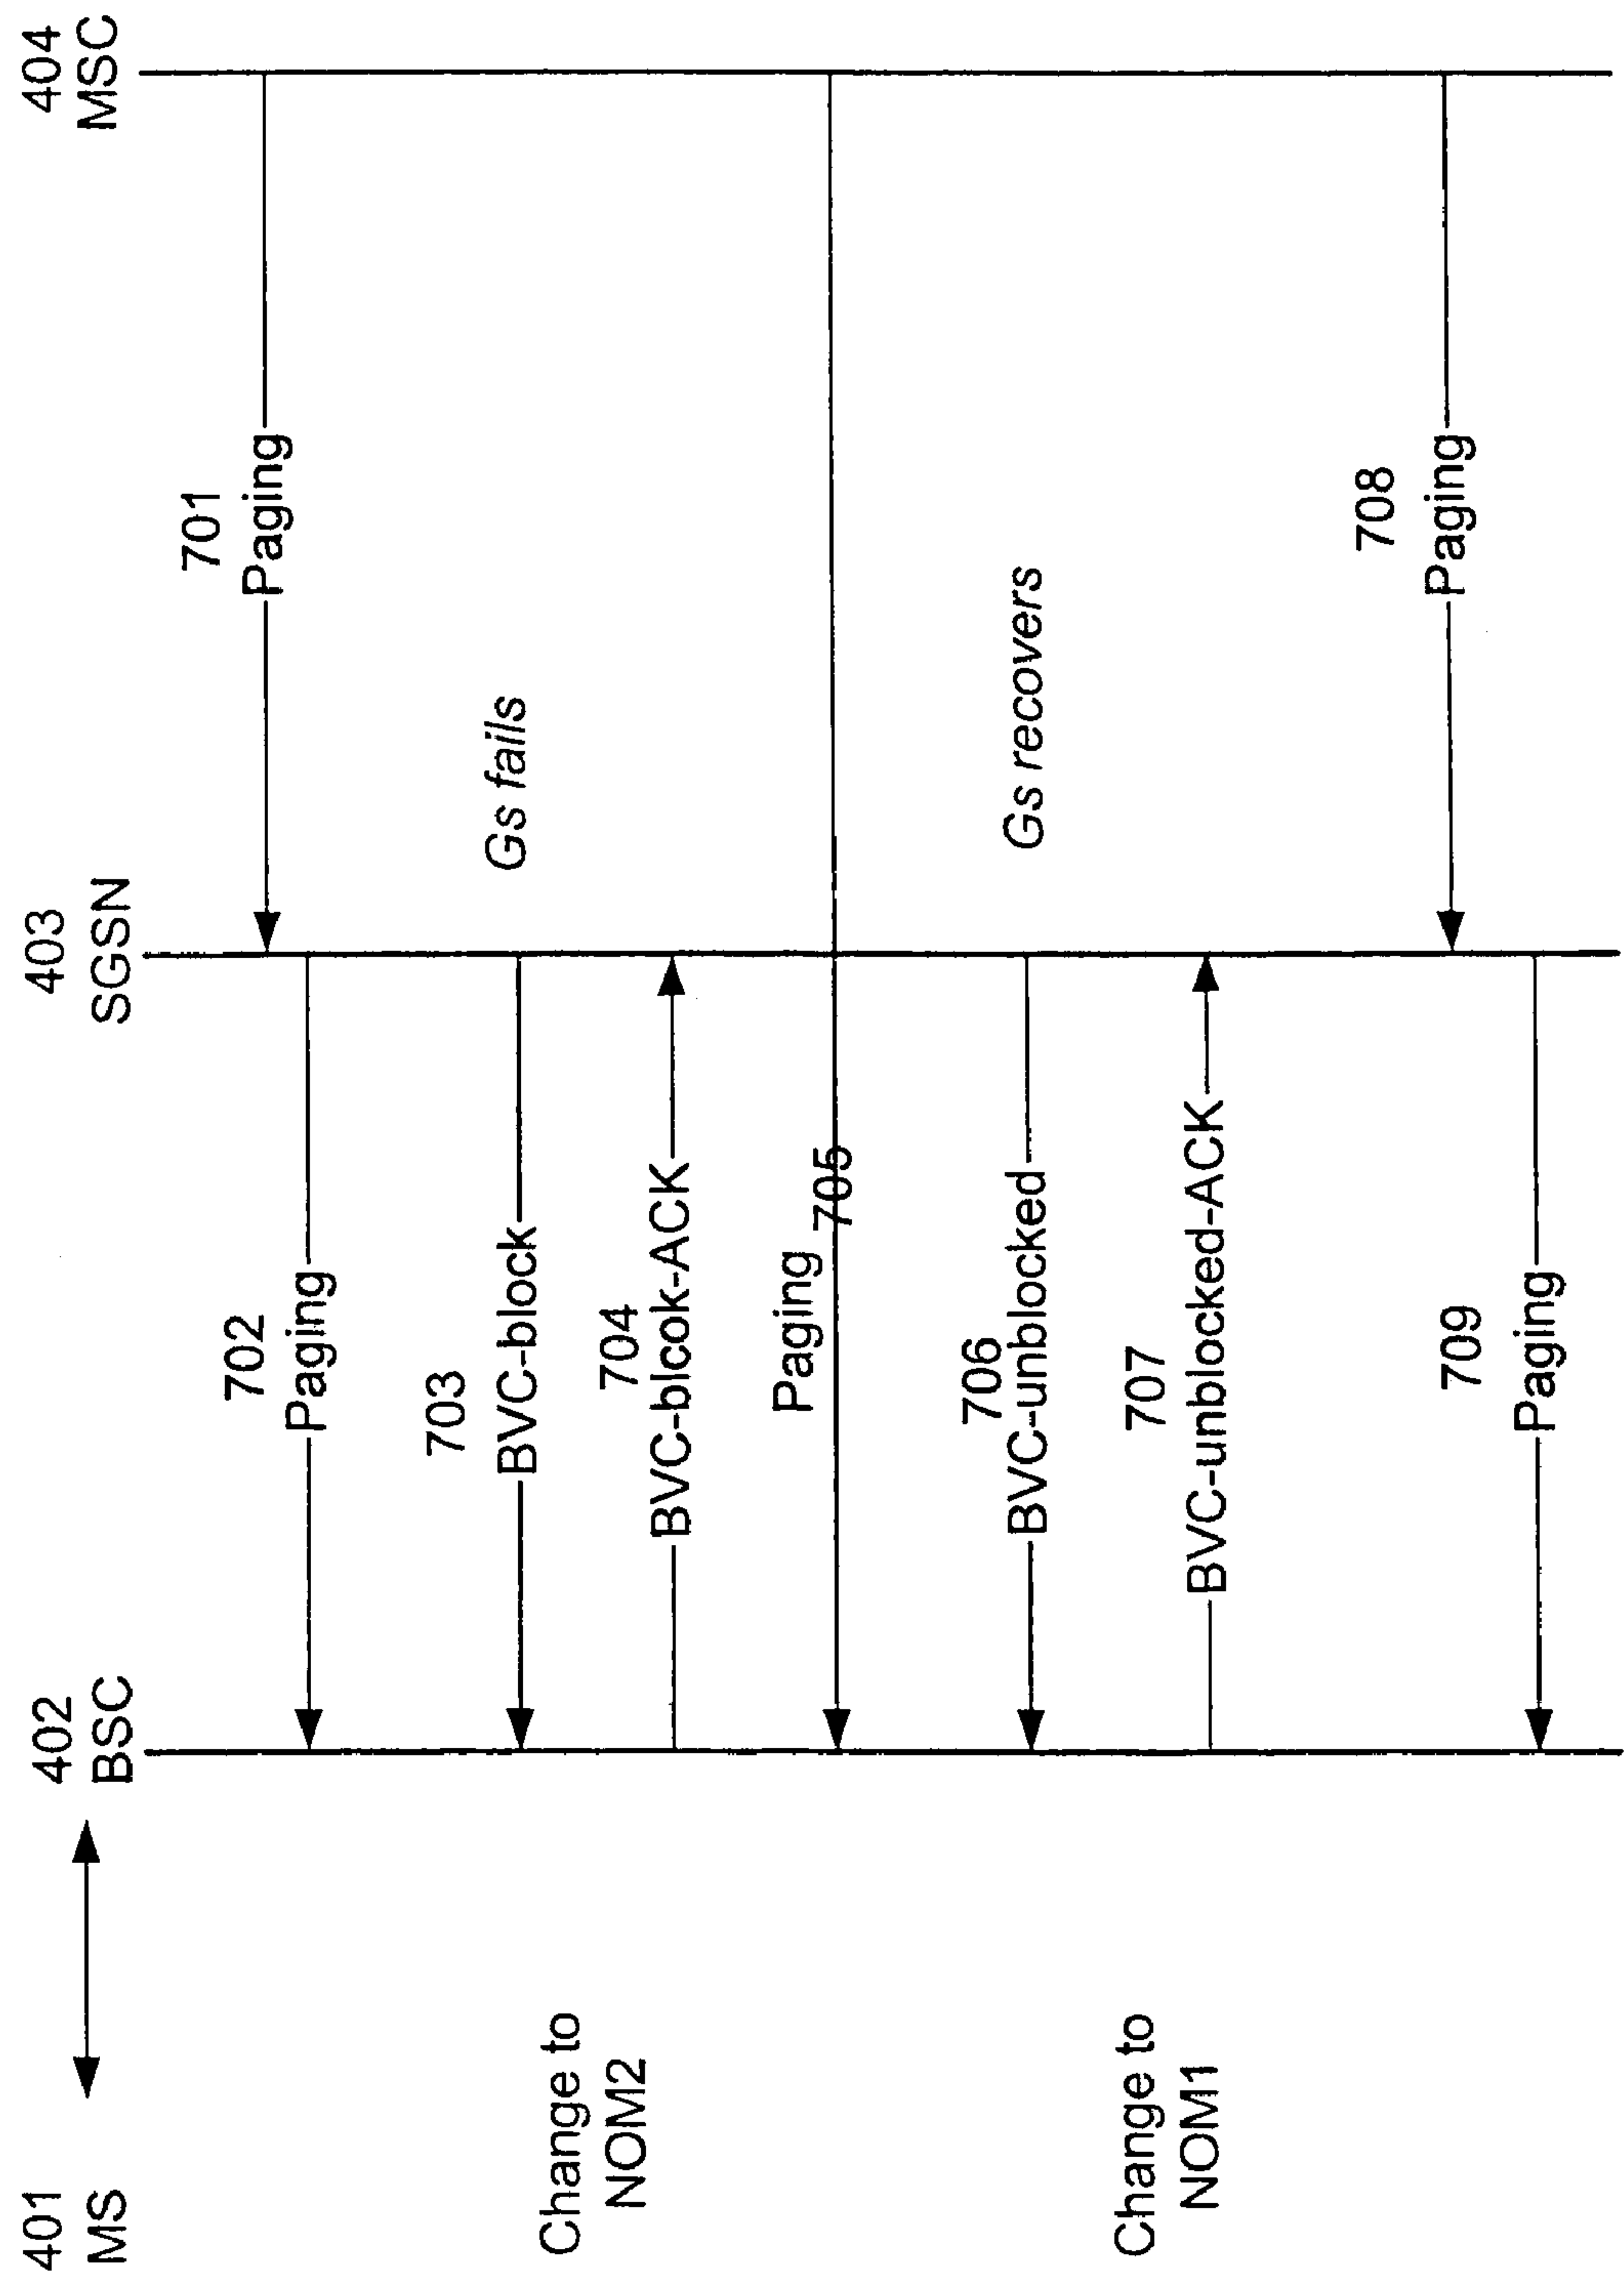 401
MS
402
BSC
403
SGSN
404
MSC
701
Paging
702
Paging
Gs fails
703
BVC-block
Change to
NOM2
704
BVC-blcok-ACK
Paging
705
Gs recovers
706
BVC-unblocked
Change to
NOM1
707
BVC-unblocked-ACK
708
Paging
709
Paging